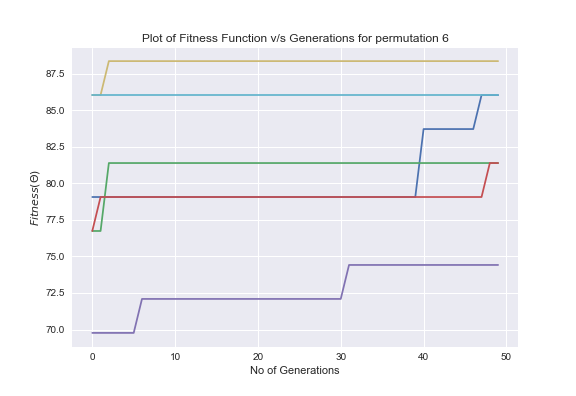 Plot of Fitness Function v/s Generations for permutation 6
Fitness(Θ)
87.5
85.0
82.5
80.0
77.5
75.0
72.5
70.0
0 10 20 30 40 50
No of Generations